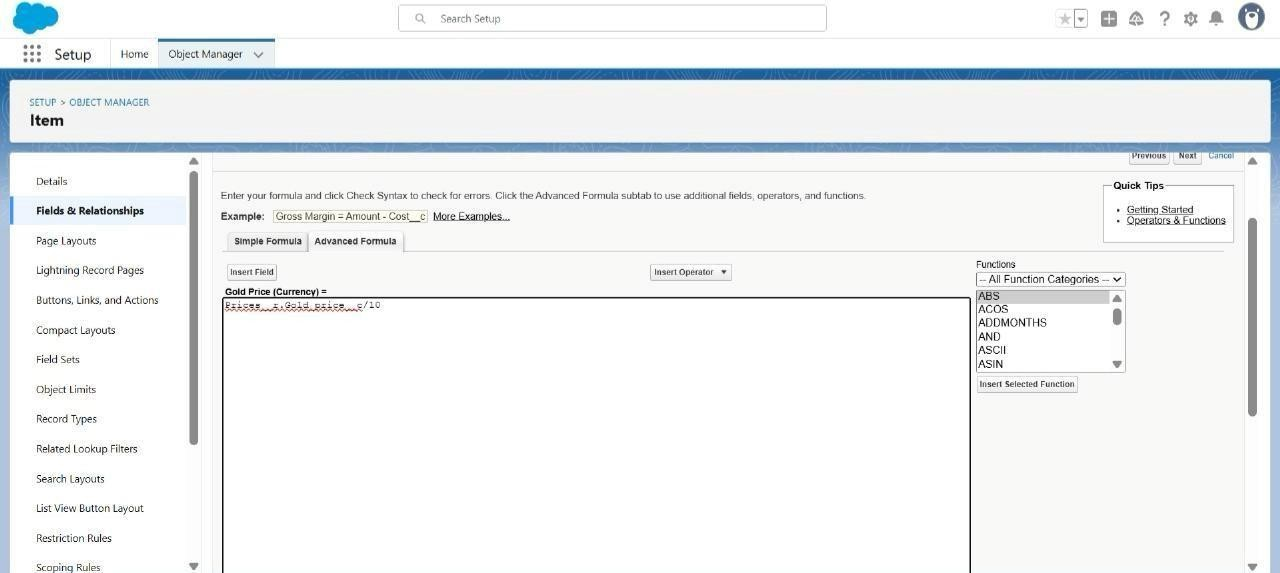 Search Setup
Setup
Home
Object Manager
SETUP > OBJECT MANAGER
Item
Details
Fields & Relationships
Page Layouts
Lightning Record Pages
Buttons, Links, and Actions
Compact Layouts
Field Sets
Object Limits
Record Types
Related Lookup Filters
Search Layouts
List View Button Layout
Restriction Rules
Scoping Rules
Previous Next Cancel
Enter your formula and click Check Syntax to check for errors. Click the Advanced Formula subtab to use additional fields, operators, and functions.
Example: Gross Margin = Amount - Cost__c More Examples...
Quick Tips
• Getting Started
• Operators & Functions
Simple Formula Advanced Formula
Insert Field Insert Operator
Gold Price (Currency) =
Prices__r.Gold_price__c/10
Functions
-- All Function Categories --
ABS
ACOS
ADDMONTHS
AND
ASCII
ASIN
Insert Selected Function